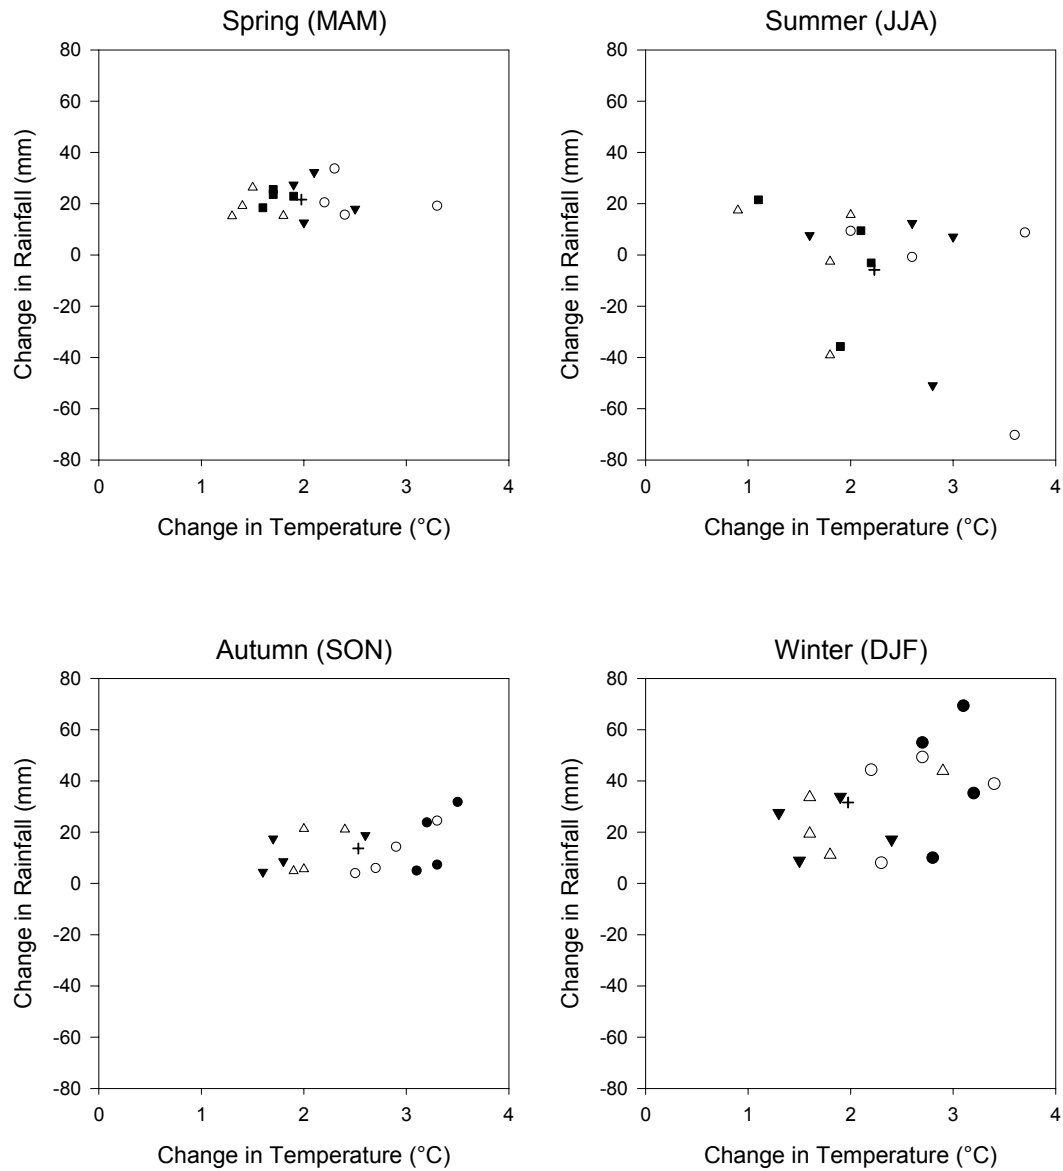 Spring (MAM)
Change in Rainfall (mm)
80
60
40
20
0
-20
-40
-60
-80
0 1 2 3 4
Change in Temperature (°C)
Summer (JJA)
Change in Rainfall (mm)
80
60
40
20
0
-20
-40
-60
-80
0 1 2 3 4
Change in Temperature (°C)
Autumn (SON)
Change in Rainfall (mm)
80
60
40
20
0
-20
-40
-60
-80
0 1 2 3 4
Change in Temperature (°C)
Winter (DJF)
Change in Rainfall (mm)
80
60
40
20
0
-20
-40
-60
-80
0 1 2 3 4
Change in Temperature (°C)